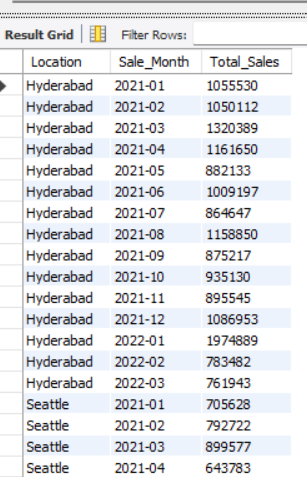 Result Grid Filter Rows:
Location Sale_Month Total_Sales
Hyderabad 2021-01 1055530
Hyderabad 2021-02 1050112
Hyderabad 2021-03 1320389
Hyderabad 2021-04 1161650
Hyderabad 2021-05 882133
Hyderabad 2021-06 1009197
Hyderabad 2021-07 864647
Hyderabad 2021-08 1158850
Hyderabad 2021-09 875217
Hyderabad 2021-10 935130
Hyderabad 2021-11 895545
Hyderabad 2021-12 1086953
Hyderabad 2022-01 1974889
Hyderabad 2022-02 783482
Hyderabad 2022-03 761943
Seattle 2021-01 705628
Seattle 2021-02 792722
Seattle 2021-03 899577
Seattle 2021-04 643783